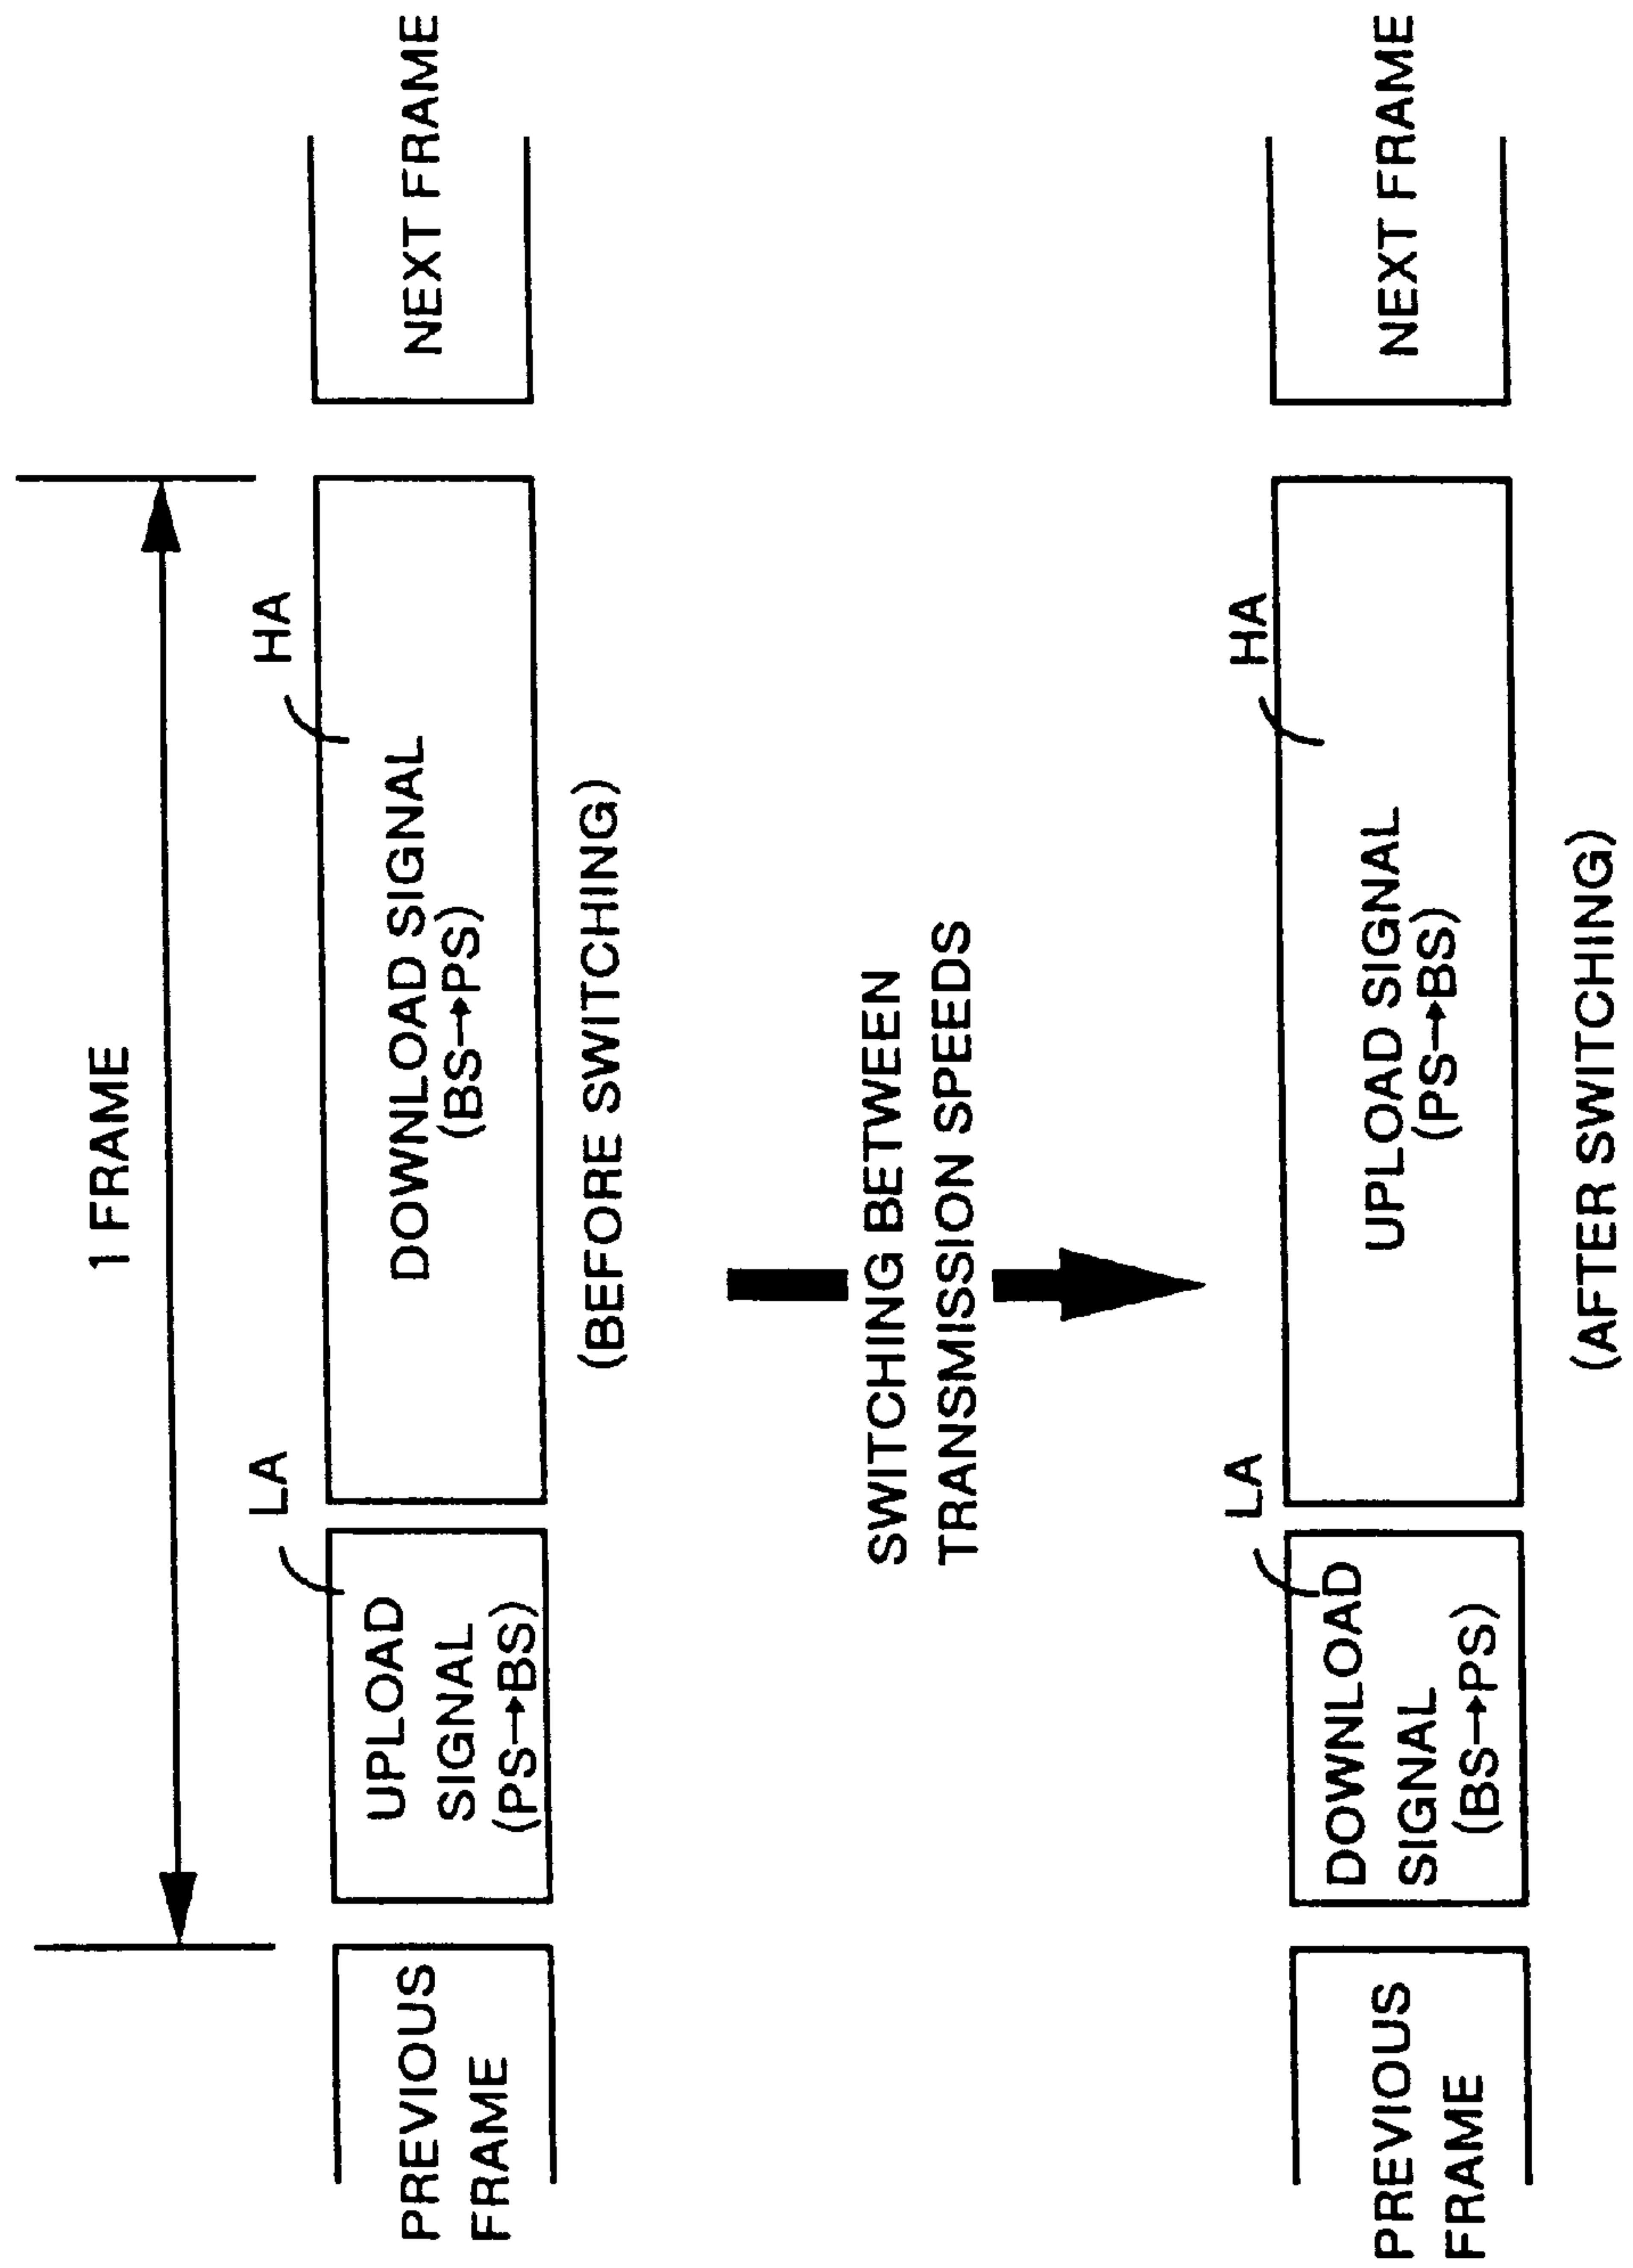 1 FRAME
LA
HA
PREVIOUS
FRAME
UPLOAD
SIGNAL
(PS→BS)
DOWNLOAD SIGNAL
(BS→PS)
NEXT FRAME
(BEFORE SWITCHING)
SWITCHING BETWEEN
TRANSMISSION SPEEDS
LA
HA
PREVIOUS
FRAME
DOWNLOAD
SIGNAL
(BS→PS)
UPLOAD SIGNAL
(PS→BS)
NEXT FRAME
(AFTER SWITCHING)